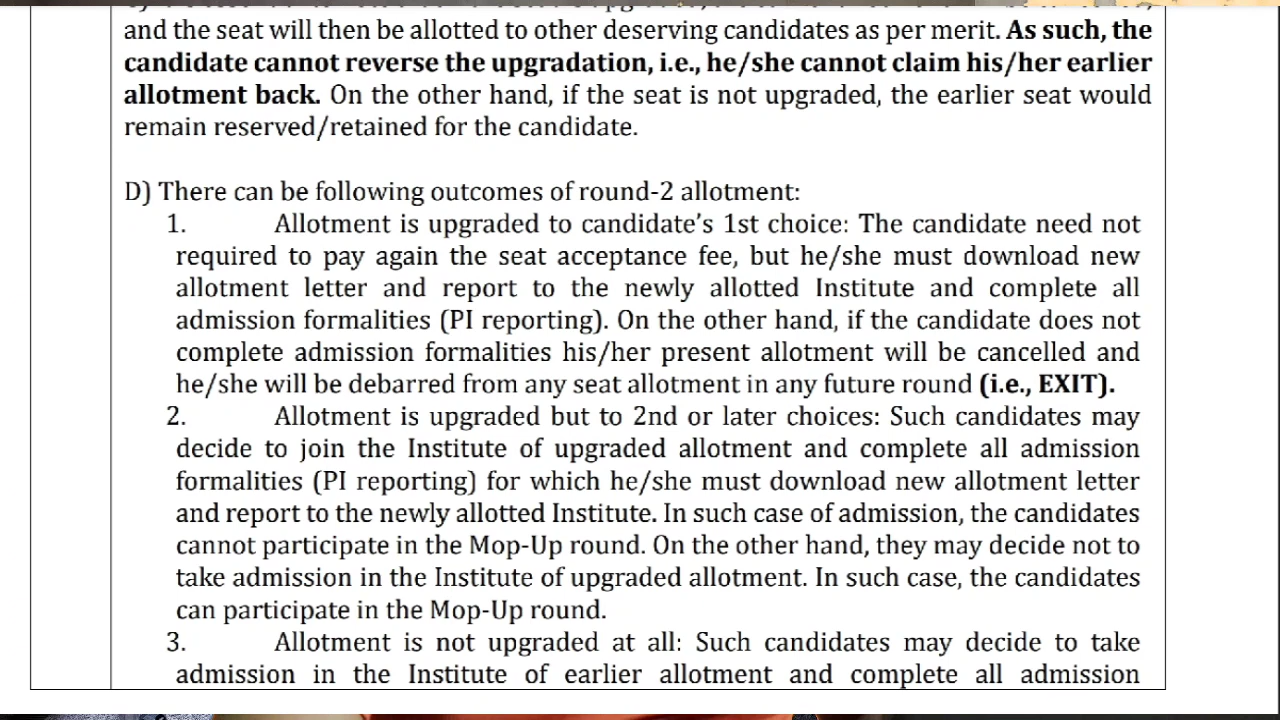 and the seat will then be allotted to other deserving candidates as per merit. As such, the
candidate cannot reverse the upgradation, i.e., he/she cannot claim his/her earlier
allotment back. On the other hand, if the seat is not upgraded, the earlier seat would
remain reserved/retained for the candidate.
D) There can be following outcomes of round-2 allotment:
1. Allotment is upgraded to candidate’s 1st choice: The candidate need not
required to pay again the seat acceptance fee, but he/she must download new
allotment letter and report to the newly allotted Institute and complete all
admission formalities (PI reporting). On the other hand, if the candidate does not
complete admission formalities his/her present allotment will be cancelled and
he/she will be debarred from any seat allotment in any future round (i.e., EXIT).
2. Allotment is upgraded but to 2nd or later choices: Such candidates may
decide to join the Institute of upgraded allotment and complete all admission
formalities (PI reporting) for which he/she must download new allotment letter
and report to the newly allotted Institute. In such case of admission, the candidates
cannot participate in the Mop-Up round. On the other hand, they may decide not to
take admission in the Institute of upgraded allotment. In such case, the candidates
can participate in the Mop-Up round.
3. Allotment is not upgraded at all: Such candidates may decide to take
admission in the Institute of earlier allotment and complete all admission